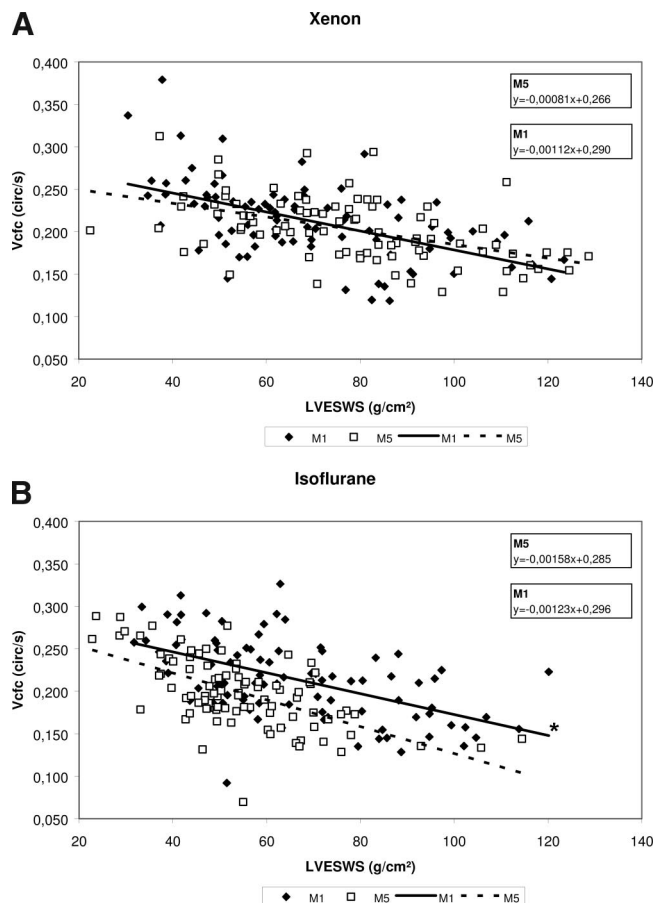 A
Xenon
0,400
0,350
0,300
0,250
0,200
0,150
0,100
0,050
Vcfc (circ/s)
M5
y=-0,00081x+0,266
M1
y=-0,00112x+0,290
20 40 60 80 100 120 140
LVESWS (g/cm²)
M1 M5 M1 M5
B
Isoflurane
0,400
0,350
0,300
0,250
0,200
0,150
0,100
0,050
Vcfc (circ/s)
M5
y=-0,00158x+0,285
M1
y=-0,00123x+0,296
*
20 40 60 80 100 120 140
LVESWS (g/cm²)
M1 M5 M1 M5